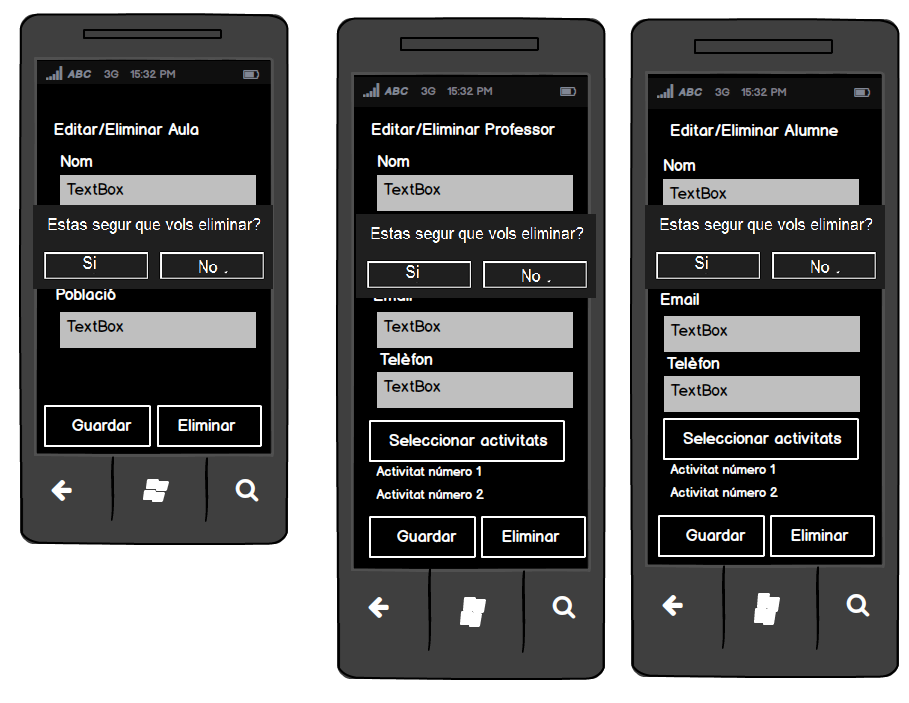 ABC 3G 15:32 PM
Editar/Eliminar Aula
Nom
TextBox
Estas segur que vols eliminar?
Si No .
Població
TextBox
Guardar Eliminar
ABC 3G 15:32 PM
Editar/Eliminar Professor
Nom
TextBox
Estas segur que vols eliminar?
Si No .
Email
TextBox
Telèfon
TextBox
Seleccionar activitats
Activitat número 1
Activitat número 2
Guardar Eliminar
ABC 3G 15:32 PM
Editar/Eliminar Alumne
Nom
TextBox
Estas segur que vols eliminar?
Si No .
Email
TextBox
Telèfon
TextBox
Seleccionar activitats
Activitat número 1
Activitat número 2
Guardar Eliminar